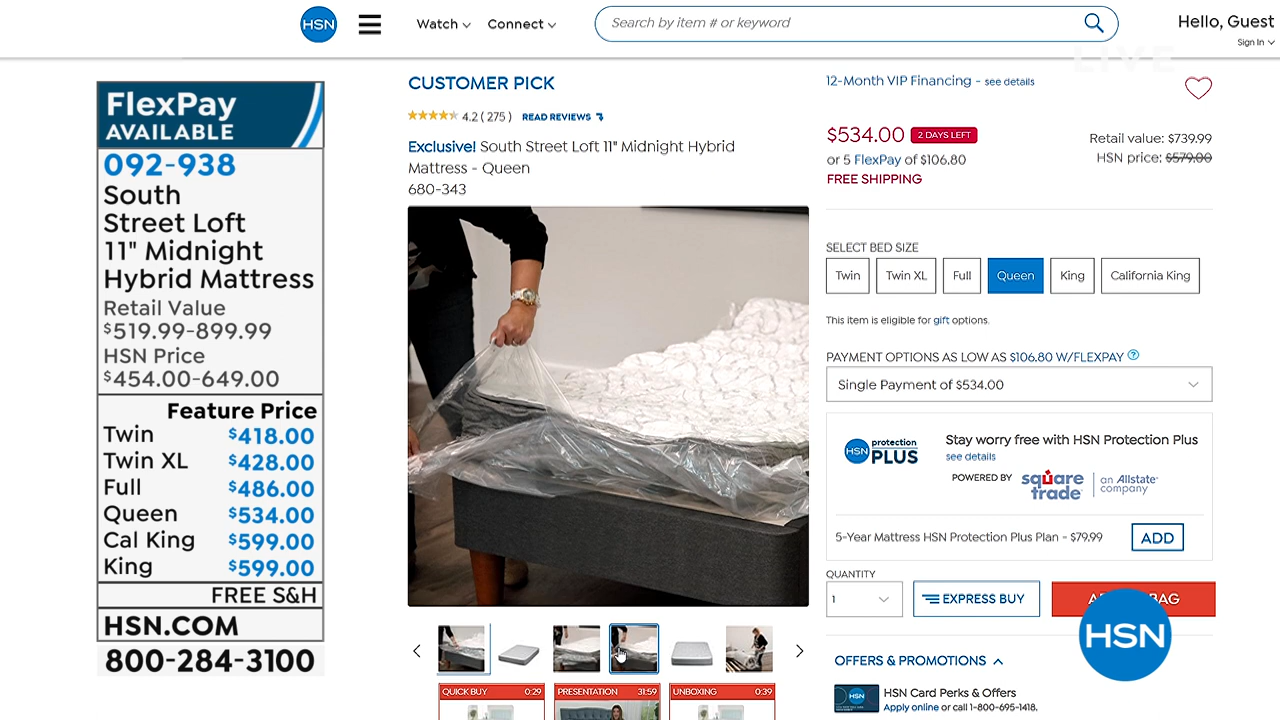 HSN
Watch
Connect
Search by item # or keyword
Hello, Guest
Sign In
LIVE
FlexPay
AVAILABLE
092-938
South
Street Loft
11" Midnight
Hybrid Mattress
Retail Value
$519.99-899.99
HSN Price
$454.00-649.00
Feature Price
Twin $418.00
Twin XL $428.00
Full $486.00
Queen $534.00
Cal King $599.00
King $599.00
FREE S&H
HSN.COM
800-284-3100
CUSTOMER PICK
4.2 ( 275 ) READ REVIEWS
Exclusive! South Street Loft 11" Midnight Hybrid
Mattress - Queen
680-343
QUICK BUY 0:29
PRESENTATION 31:59
UNBOXING 0:39
12-Month VIP Financing - see details
$534.00 2 DAYS LEFT
or 5 FlexPay of $106.80
FREE SHIPPING
Retail value: $739.99
HSN price: $579.00
SELECT BED SIZE
Twin
Twin XL
Full
Queen
King
California King
This item is eligible for gift options.
PAYMENT OPTIONS AS LOW AS $106.80 W/FLEXPAY ?
Single Payment of $534.00
HSN protection
PLUS
Stay worry free with HSN Protection Plus
see details
POWERED BY square
trade
an Allstate
company
5-Year Mattress HSN Protection Plus Plan - $79.99
ADD
QUANTITY
1
EXPRESS BUY
BAG
HSN
OFFERS & PROMOTIONS
HSN
HSN Card Perks & Offers
Apply online or call 1-800-695-1418.